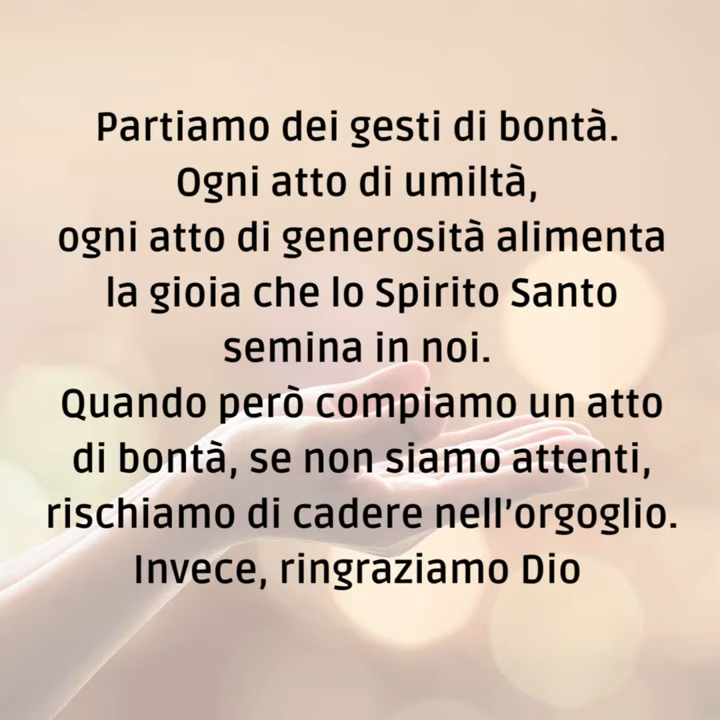 Partiamo dei gesti di bontà.
Ogni atto di umiltà,
ogni atto di generosità alimenta
la gioia che lo Spirito Santo
semina in noi.
Quando però compiamo un atto
di bontà, se non siamo attenti,
rischiamo di cadere nell’orgoglio.
Invece, ringraziamo Dio